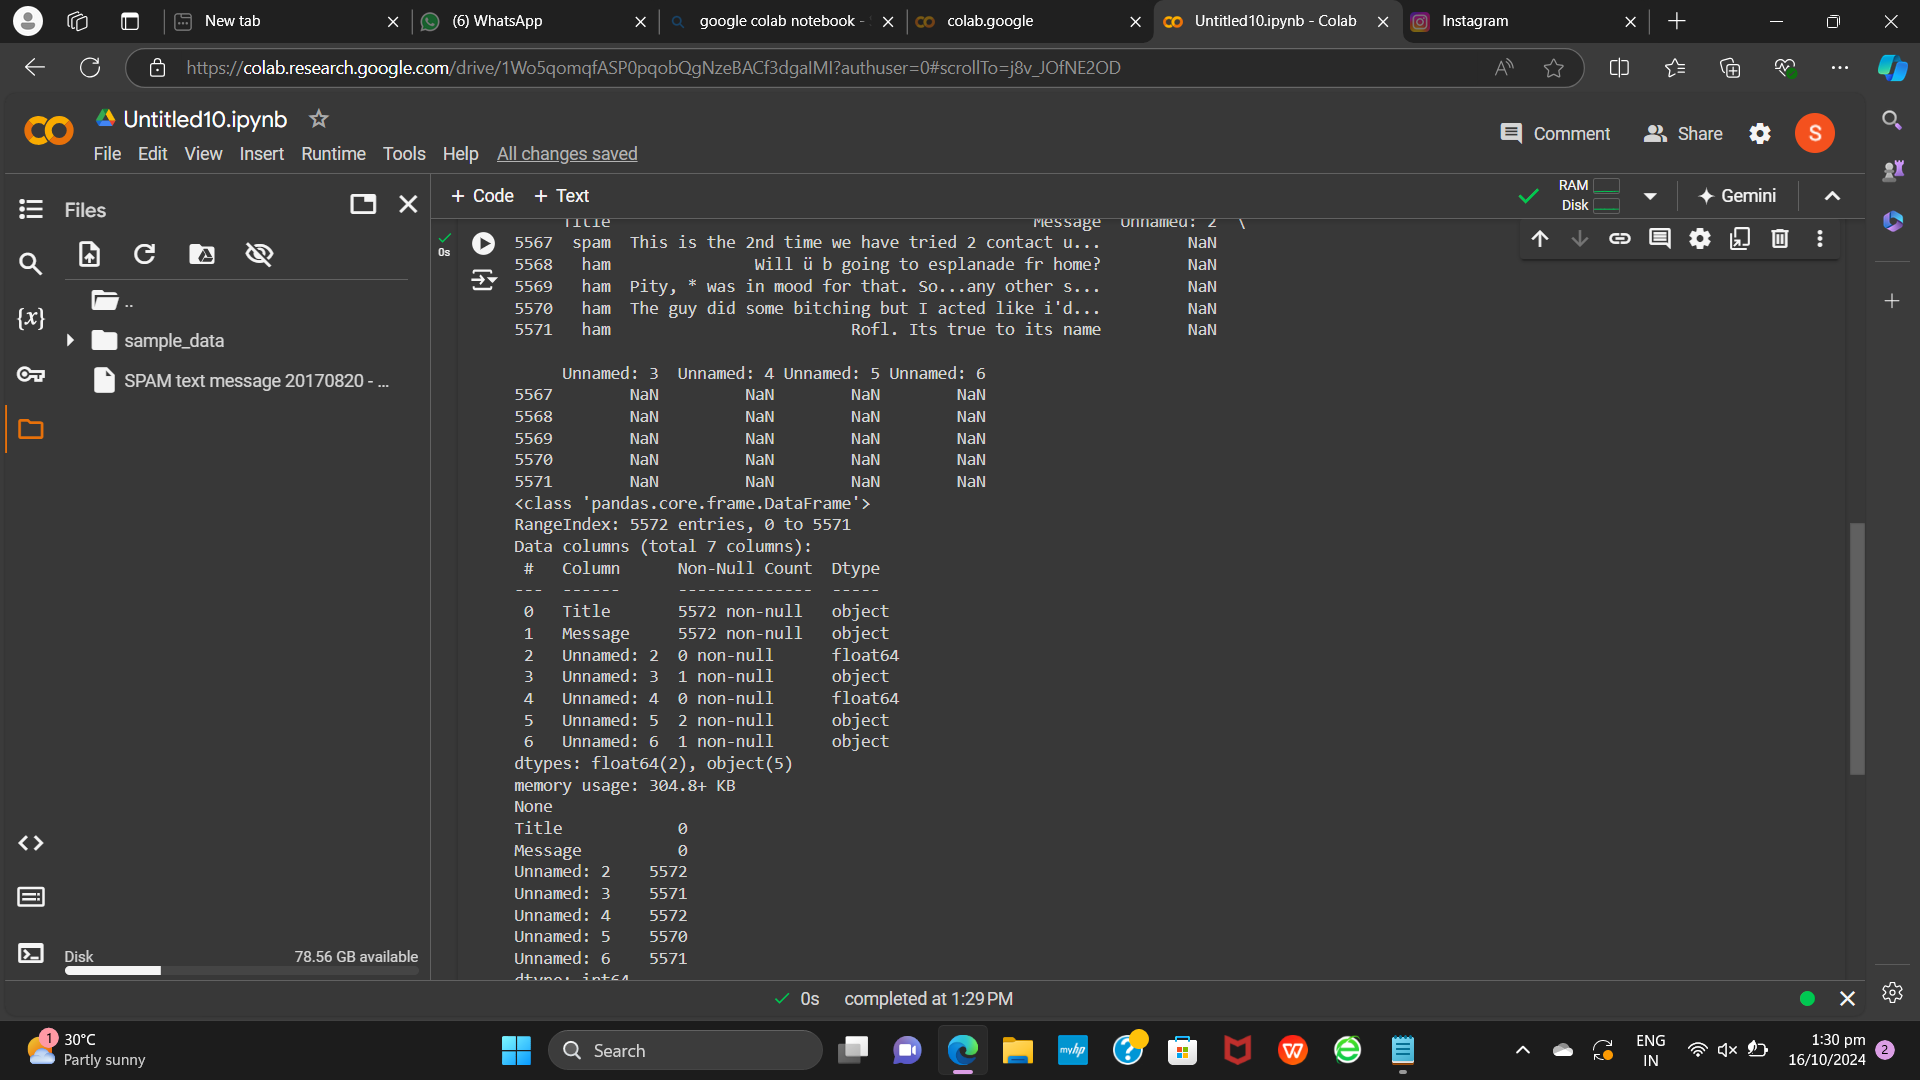 New tab
(6) WhatsApp
google colab notebook -
colab.google
Untitled10.ipynb - Colab
Instagram
https://colab.research.google.com/drive/1Wo5qomqfASP0pqobQgNzeBACf3dgaIMI?authuser=0#scrollTo=j8v_JOfNE2OD
Untitled10.ipynb
File Edit View Insert Runtime Tools Help All changes saved
Comment
Share
S
Files
+ Code + Text
RAM
Disk
Gemini
..
sample_data
SPAM text message 20170820 - ...
{x}
Disk 78.56 GB available
0s
Title Message Unnamed: 2 \
5567 spam This is the 2nd time we have tried 2 contact u... NaN
5568 ham Will ü b going to esplanade fr home? NaN
5569 ham Pity, * was in mood for that. So...any other s... NaN
5570 ham The guy did some bitching but I acted like i'd... NaN
5571 ham Rofl. Its true to its name NaN
Unnamed: 3 Unnamed: 4 Unnamed: 5 Unnamed: 6
5567 NaN NaN NaN NaN
5568 NaN NaN NaN NaN
5569 NaN NaN NaN NaN
5570 NaN NaN NaN NaN
5571 NaN NaN NaN NaN
<class 'pandas.core.frame.DataFrame'>
RangeIndex: 5572 entries, 0 to 5571
Data columns (total 7 columns):
# Column Non-Null Count Dtype
--- ------ -------------- -----
0 Title 5572 non-null object
1 Message 5572 non-null object
2 Unnamed: 2 0 non-null float64
3 Unnamed: 3 1 non-null object
4 Unnamed: 4 0 non-null float64
5 Unnamed: 5 2 non-null object
6 Unnamed: 6 1 non-null object
dtypes: float64(2), object(5)
memory usage: 304.8+ KB
None
Title 0
Message 0
Unnamed: 2 5572
Unnamed: 3 5571
Unnamed: 4 5572
Unnamed: 5 5570
Unnamed: 6 5571
dtype: int64
0s completed at 1:29 PM
1
30°C
Partly sunny
Search
myhp
ENG
IN
1:30 pm
16/10/2024
2